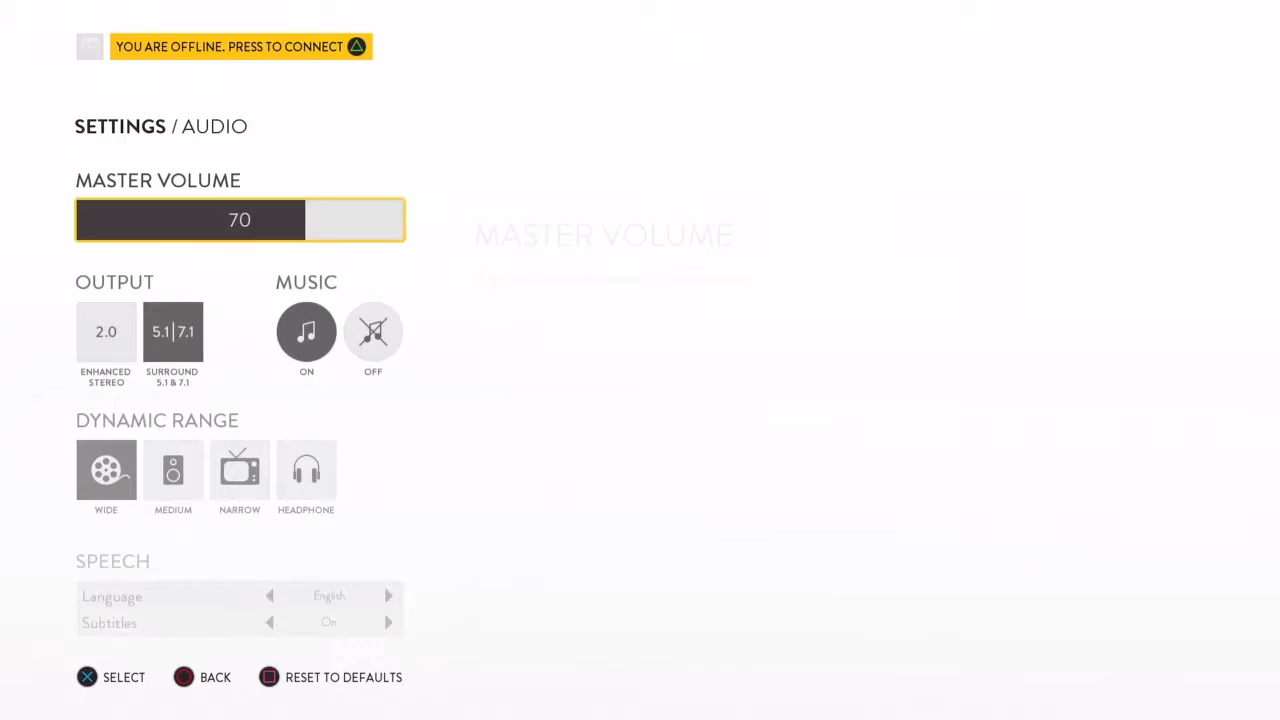 YOU ARE OFFLINE. PRESS TO CONNECT
SETTINGS / AUDIO
MASTER VOLUME
70
MASTER VOLUME
OUTPUT MUSIC
2.0 5.1|7.1
ENHANCED STEREO SURROUND 5.1 & 7.1 ON OFF
DYNAMIC RANGE
WIDE MEDIUM NARROW HEADPHONE
SPEECH
Language English
Subtitles On
SELECT BACK RESET TO DEFAULTS